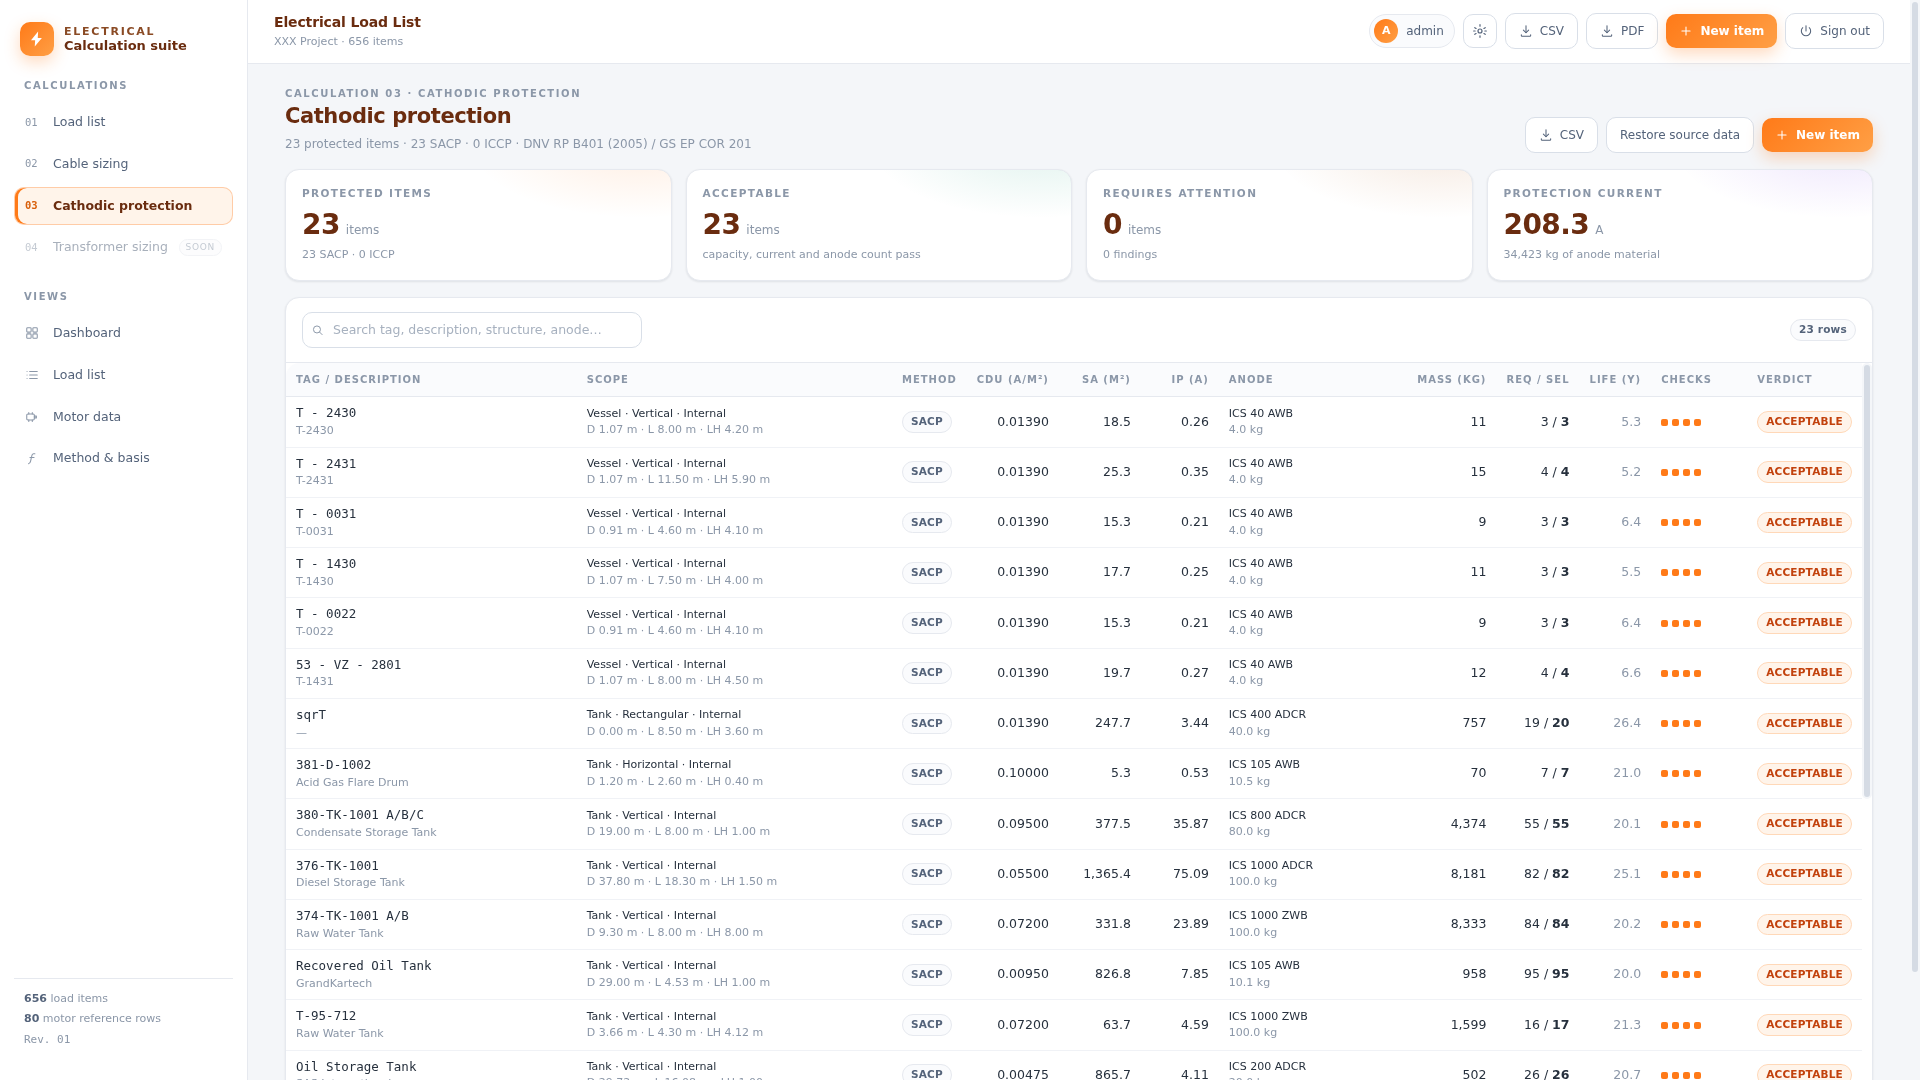 ELECTRICAL
Calculation suite
CALCULATIONS
01 Load list
02 Cable sizing
03 Cathodic protection
04 Transformer sizing SOON
VIEWS
Dashboard
Load list
Motor data
Method & basis
656 load items
80 motor reference rows
Rev. 01
Electrical Load List
XXX Project · 656 items
A admin CSV PDF New item Sign out
CALCULATION 03 · CATHODIC PROTECTION
Cathodic protection
23 protected items · 23 SACP · 0 ICCP · DNV RP B401 (2005) / GS EP COR 201
CSV Restore source data New item
PROTECTED ITEMS
23 items
23 SACP · 0 ICCP
ACCEPTABLE
23 items
capacity, current and anode count pass
REQUIRES ATTENTION
0 items
0 findings
PROTECTION CURRENT
208.3 A
34,423 kg of anode material
Search tag, description, structure, anode...
23 rows
TAG / DESCRIPTION SCOPE METHOD CDU (A/M²) SA (M²) IP (A) ANODE MASS (KG) REQ / SEL LIFE (Y) CHECKS VERDICT
T - 2430 Vessel · Vertical · Internal SACP 0.01390 18.5 0.26 ICS 40 AWB 11 3 / 3 5.3 ACCEPTABLE
T-2430 D 1.07 m · L 8.00 m · LH 4.20 m 4.0 kg
T - 2431 Vessel · Vertical · Internal SACP 0.01390 25.3 0.35 ICS 40 AWB 15 4 / 4 5.2 ACCEPTABLE
T-2431 D 1.07 m · L 11.50 m · LH 5.90 m 4.0 kg
T - 0031 Vessel · Vertical · Internal SACP 0.01390 15.3 0.21 ICS 40 AWB 9 3 / 3 6.4 ACCEPTABLE
T-0031 D 0.91 m · L 4.60 m · LH 4.10 m 4.0 kg
T - 1430 Vessel · Vertical · Internal SACP 0.01390 17.7 0.25 ICS 40 AWB 11 3 / 3 5.5 ACCEPTABLE
T-1430 D 1.07 m · L 7.50 m · LH 4.00 m 4.0 kg
T - 0022 Vessel · Vertical · Internal SACP 0.01390 15.3 0.21 ICS 40 AWB 9 3 / 3 6.4 ACCEPTABLE
T-0022 D 0.91 m · L 4.60 m · LH 4.10 m 4.0 kg
53 - VZ - 2801 Vessel · Vertical · Internal SACP 0.01390 19.7 0.27 ICS 40 AWB 12 4 / 4 6.6 ACCEPTABLE
T-1431 D 1.07 m · L 8.00 m · LH 4.50 m 4.0 kg
sqrT Tank · Rectangular · Internal SACP 0.01390 247.7 3.44 ICS 400 ADCR 757 19 / 20 26.4 ACCEPTABLE
— D 0.00 m · L 8.50 m · LH 3.60 m 40.0 kg
381-D-1002 Tank · Horizontal · Internal SACP 0.10000 5.3 0.53 ICS 105 AWB 70 7 / 7 21.0 ACCEPTABLE
Acid Gas Flare Drum D 1.20 m · L 2.60 m · LH 0.40 m 10.5 kg
380-TK-1001 A/B/C Tank · Vertical · Internal SACP 0.09500 377.5 35.87 ICS 800 ADCR 4,374 55 / 55 20.1 ACCEPTABLE
Condensate Storage Tank D 19.00 m · L 8.00 m · LH 1.00 m 80.0 kg
376-TK-1001 Tank · Vertical · Internal SACP 0.05500 1,365.4 75.09 ICS 1000 ADCR 8,181 82 / 82 25.1 ACCEPTABLE
Diesel Storage Tank D 37.80 m · L 18.30 m · LH 1.50 m 100.0 kg
374-TK-1001 A/B Tank · Vertical · Internal SACP 0.07200 331.8 23.89 ICS 1000 ZWB 8,333 84 / 84 20.2 ACCEPTABLE
Raw Water Tank D 9.30 m · L 8.00 m · LH 8.00 m 100.0 kg
Recovered Oil Tank Tank · Vertical · Internal SACP 0.00950 826.8 7.85 ICS 105 AWB 958 95 / 95 20.0 ACCEPTABLE
GrandKartech D 29.00 m · L 4.53 m · LH 1.00 m 10.1 kg
T-95-712 Tank · Vertical · Internal SACP 0.07200 63.7 4.59 ICS 1000 ZWB 1,599 16 / 17 21.3 ACCEPTABLE
Raw Water Tank D 3.66 m · L 4.30 m · LH 4.12 m 100.0 kg
Oil Storage Tank Tank · Vertical · Internal SACP 0.00475 865.7 4.11 ICS 200 ADCR 502 26 / 26 20.7 ACCEPTABLE